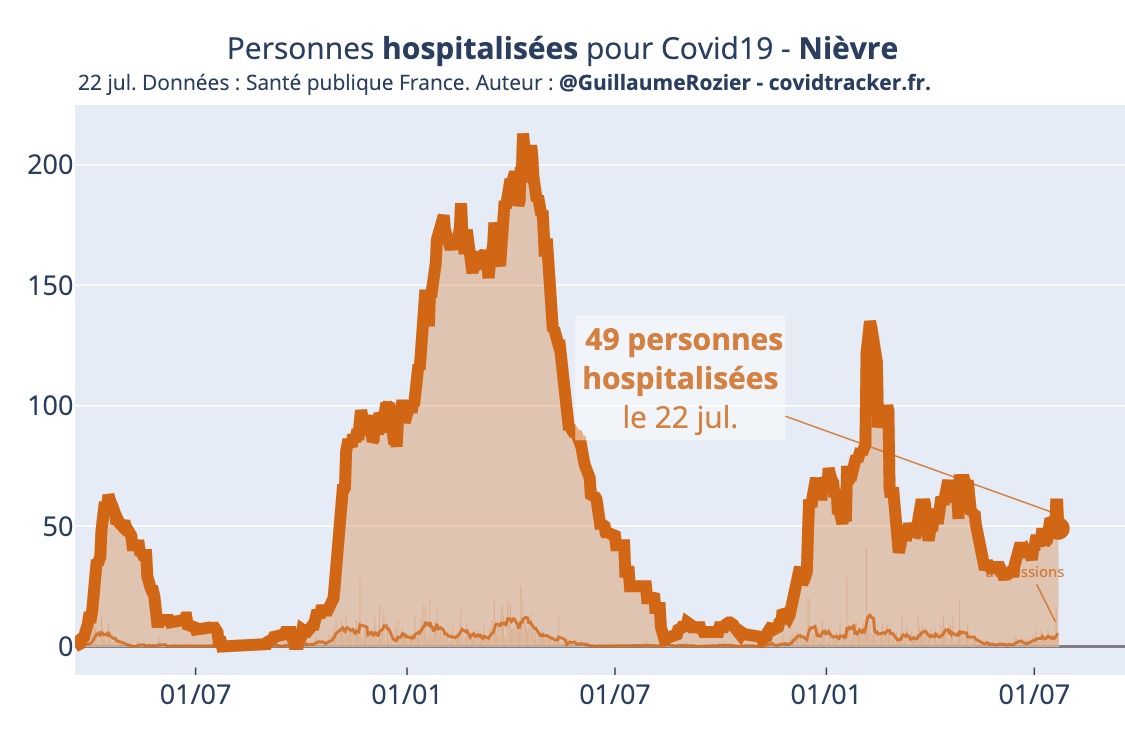 Personnes hospitalisées pour Covid19 - Nièvre
22 jul. Données : Santé publique France. Auteur : @GuillaumeRozier - covidtracker.fr.
200
150
100
50
0
49 personnes
hospitalisées
le 22 jul.
01/07
01/01
01/07
01/01
01/07